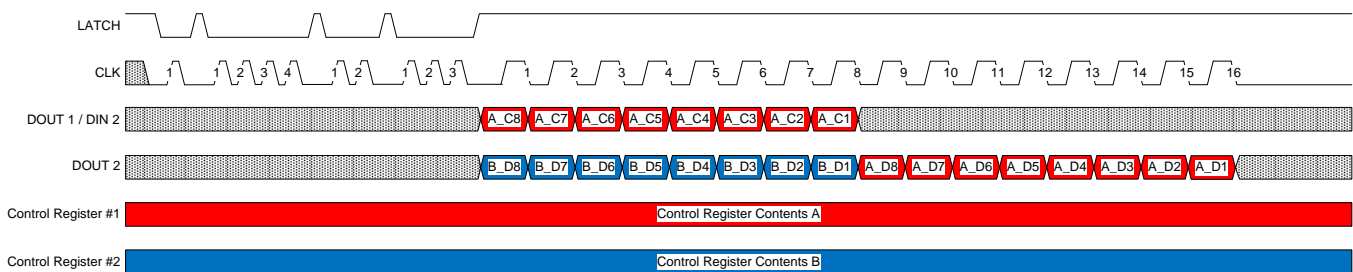 LATCH
CLK 1 1 2 3 4 1 2 1 2 3 1 2 3 4 5 6 7 8 9 10 11 12 13 14 15 16
DOUT 1 / DIN 2 A_C8 A_C7 A_C6 A_C5 A_C4 A_C3 A_C2 A_C1
DOUT 2 B_D8 B_D7 B_D6 B_D5 B_D4 B_D3 B_D2 B_D1 A_D8 A_D7 A_D6 A_D5 A_D4 A_D3 A_D2 A_D1
Control Register #1 Control Register Contents A
Control Register #2 Control Register Contents B